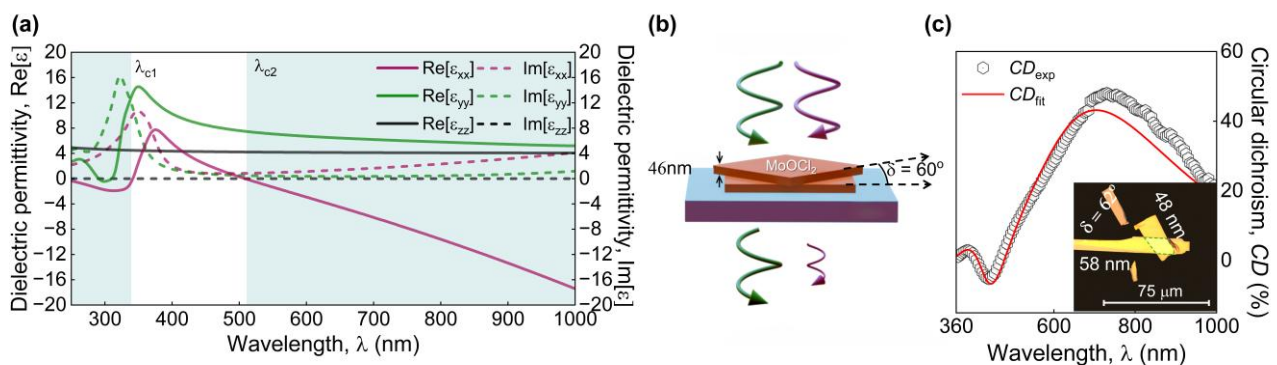 (a)
Dielectric permittivity, Re[ε]
20
16
12
8
4
0
−4
−8
−12
−16
−20
λc1
λc2
Re[εxx]
Im[εxx]
Re[εyy]
Im[εyy]
Re[εzz]
Im[εzz]
20
16
12
8
4
0
−4
−8
−12
−16
−20
Dielectric permittivity, Im[ε]
300 400 500 600 700 800 900 1000
Wavelength, λ (nm)
(b)
46nm
MoOCl₂
δ = 60º
(c)
CDexp
CDfit
60
40
20
0
Circular dichroism, CD (%)
δ = 62º
48 nm
58 nm
75 μm
360 600 800 1000
Wavelength, λ (nm)